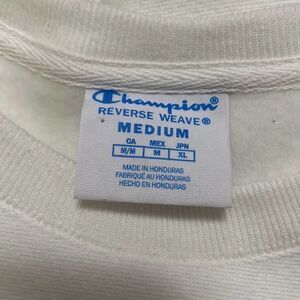 Champion®
REVERSE WEAVE®
MEDIUM
CA MEX JPN
M/M M XL
MADE IN HONDURAS
FABRIQUÉ AU HONDURAS
HECHO EN HONDURAS